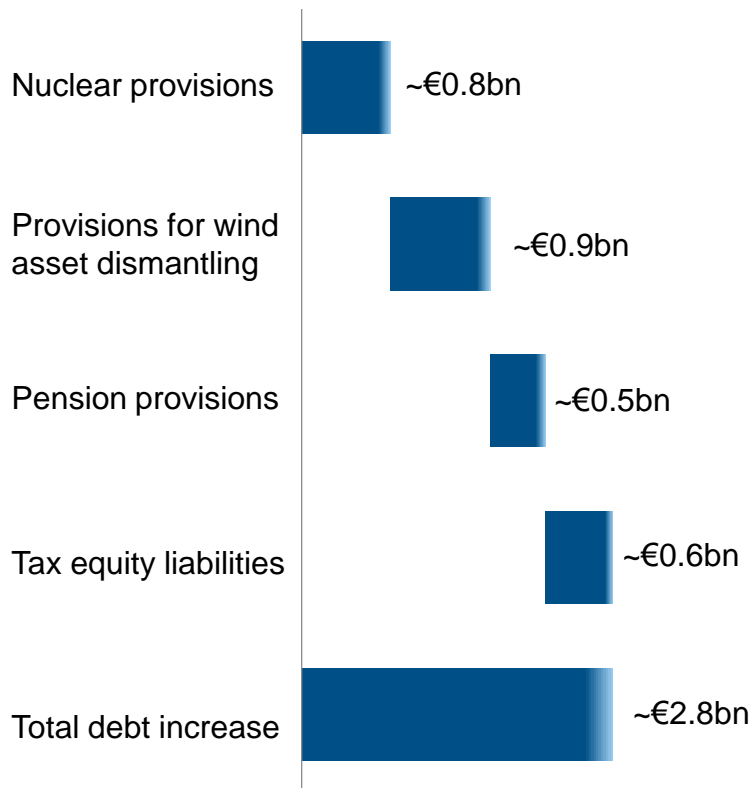 Nuclear provisions
~€0.8bn
Provisions for wind
asset dismantling
~€0.9bn
Pension provisions
~€0.5bn
Tax equity liabilities
~€0.6bn
Total debt increase
~€2.8bn